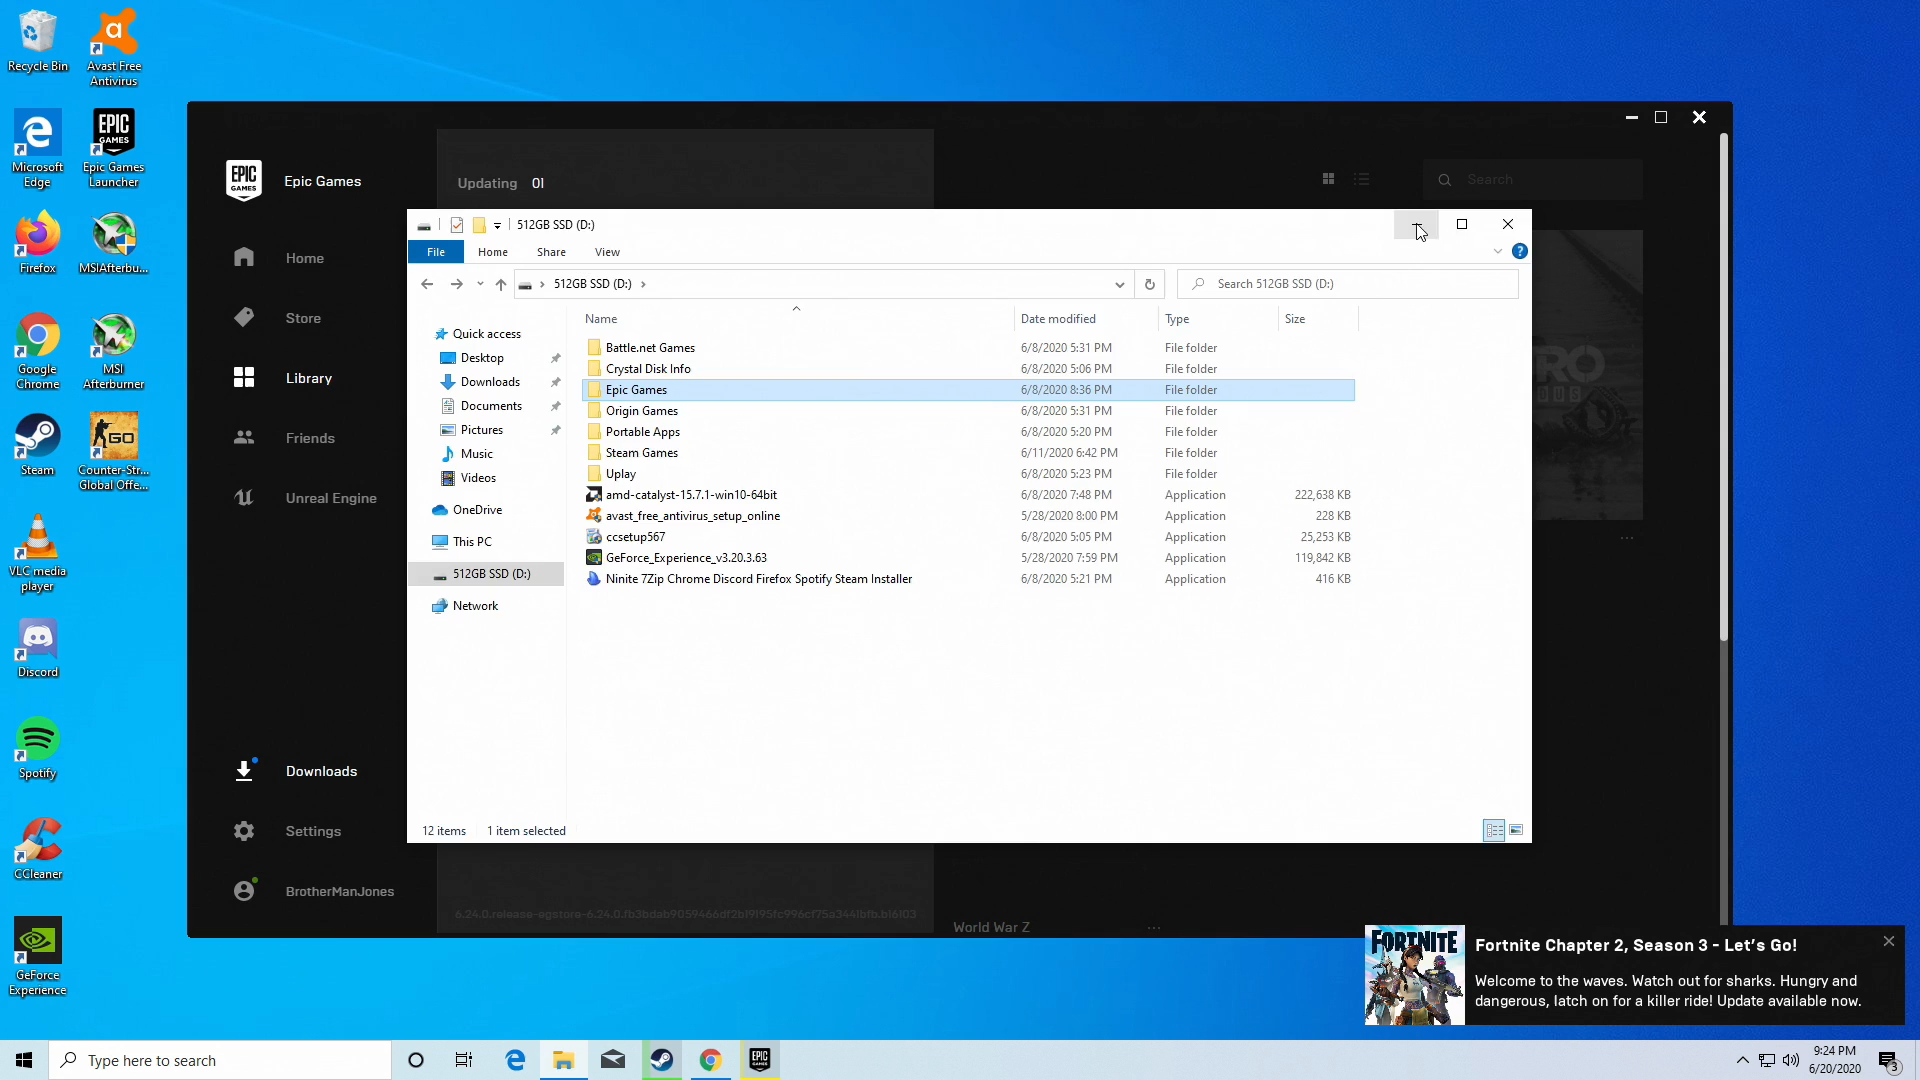 Recycle Bin
Avast Free
Antivirus
Microsoft
Edge
EPIC
GAMES
Epic Games
Launcher
Firefox
MSIAfterbu...
Google
Chrome
MSI
Afterburner
Steam
GO
Counter-Str...
Global Offe...
VLC media
player
Discord
Spotify
CCleaner
GeForce
Experience
EPIC
GAMES
Epic Games
Home
Store
Library
Friends
Unreal Engine
Downloads
Settings
BrotherManJones
Updating 01
Search
512GB SSD (D:)
File Home Share View
512GB SSD (D:)
Search 512GB SSD (D:)
Quick access
Desktop
Downloads
Documents
Pictures
Music
Videos
OneDrive
This PC
512GB SSD (D:)
Network
Name Date modified Type Size
Battle.net Games 6/8/2020 5:31 PM File folder
Crystal Disk Info 6/8/2020 5:06 PM File folder
Epic Games 6/8/2020 8:36 PM File folder
Origin Games 6/8/2020 5:31 PM File folder
Portable Apps 6/8/2020 5:20 PM File folder
Steam Games 6/11/2020 6:42 PM File folder
Uplay 6/8/2020 5:23 PM File folder
amd-catalyst-15.7.1-win10-64bit 6/8/2020 7:48 PM Application 222,638 KB
avast_free_antivirus_setup_online 5/28/2020 8:00 PM Application 228 KB
ccsetup567 6/8/2020 5:05 PM Application 25,253 KB
GeForce_Experience_v3.20.3.63 5/28/2020 7:59 PM Application 119,842 KB
Ninite 7Zip Chrome Discord Firefox Spotify Steam Installer 6/8/2020 5:21 PM Application 416 KB
12 items 1 item selected
World War Z
FORTNITE
Fortnite Chapter 2, Season 3 - Let's Go!
Welcome to the waves. Watch out for sharks. Hungry and
dangerous, latch on for a killer ride! Update available now.
Type here to search
EPIC
GAMES
9:24 PM
6/20/2020
3